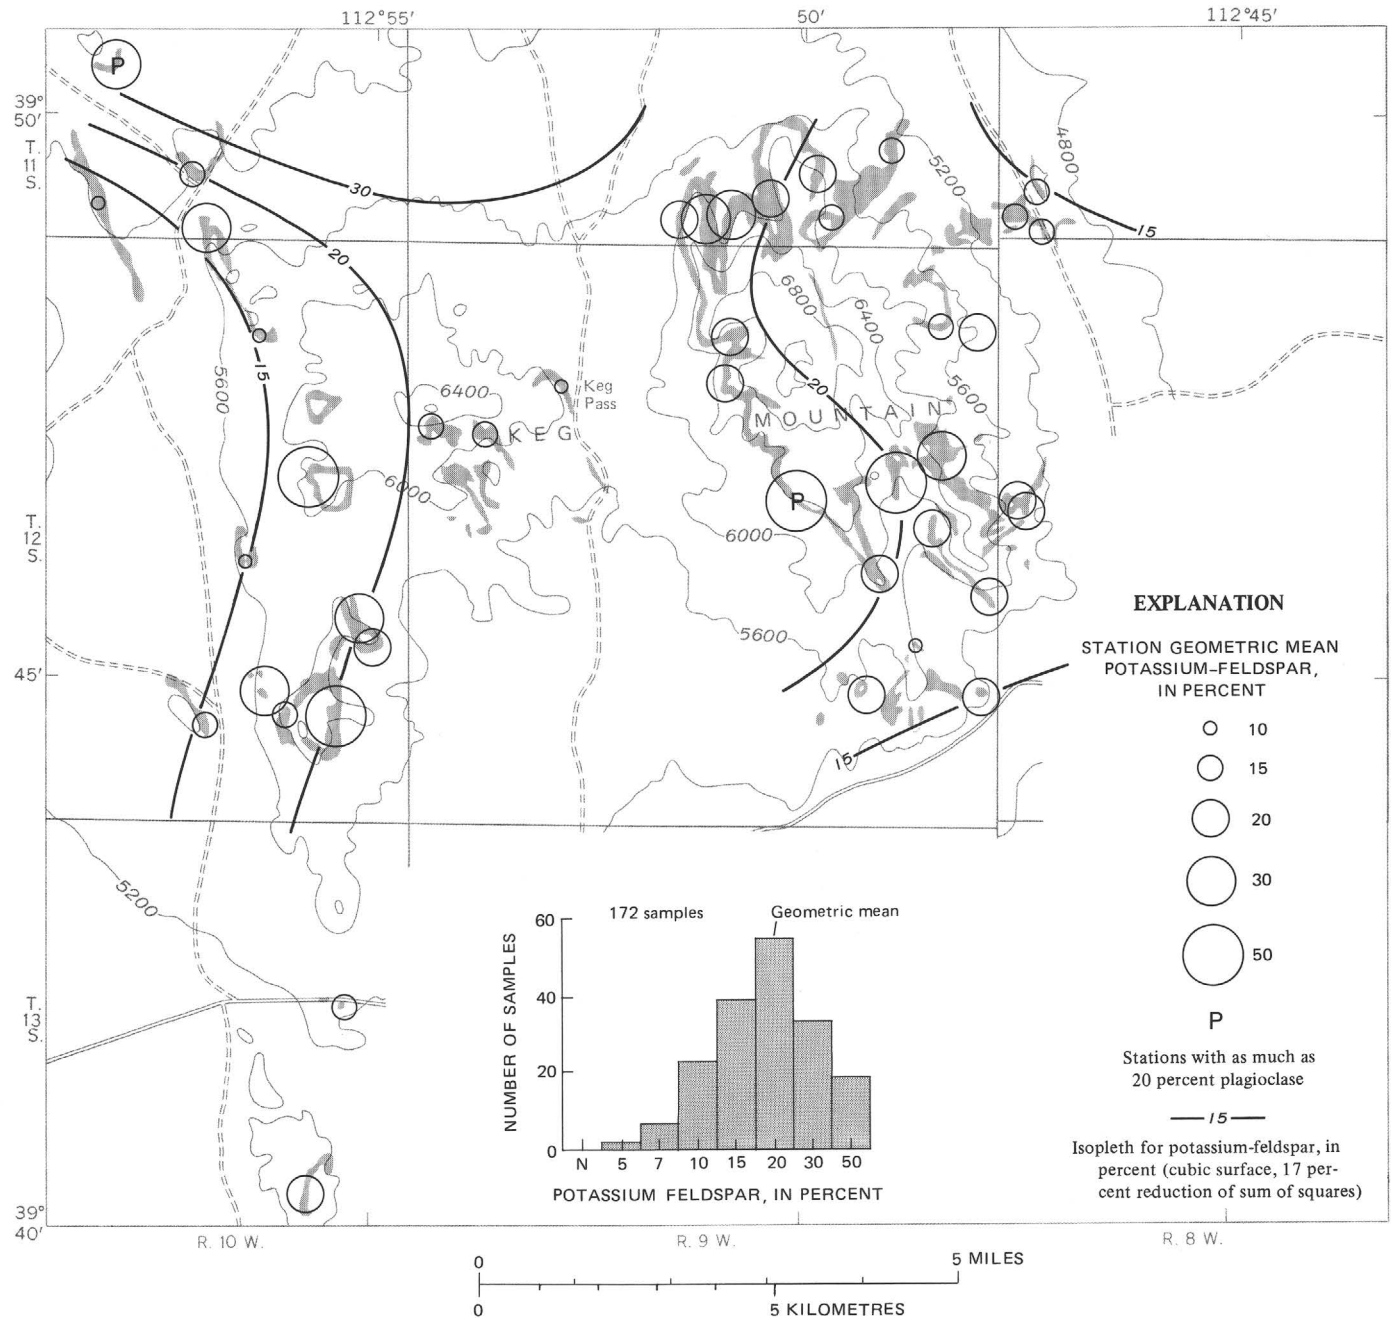 112°55′ 50′ 112°45′
P
39°
50′
T.
11
S.
4800
5200
30
15
20
6800
6400
15
5600
20
5600
6400
Keg
Pass
MOUNTAIN
KEG
6000
P
T.
12
S.
6000
5600
45′
15
5200
T.
13
S.
39°
40′
R. 10 W. R. 9 W. R. 8 W.
EXPLANATION
STATION GEOMETRIC MEAN
POTASSIUM-FELDSPAR,
IN PERCENT
10
15
20
30
50
P
Stations with as much as
20 percent plagioclase
15
Isopleth for potassium-feldspar, in
percent (cubic surface, 17 per-
cent reduction of sum of squares)
172 samples Geometric mean
NUMBER OF SAMPLES
60
40
20
0
N 5 7 10 15 20 30 50
POTASSIUM FELDSPAR, IN PERCENT
0 5 MILES
0 5 KILOMETRES